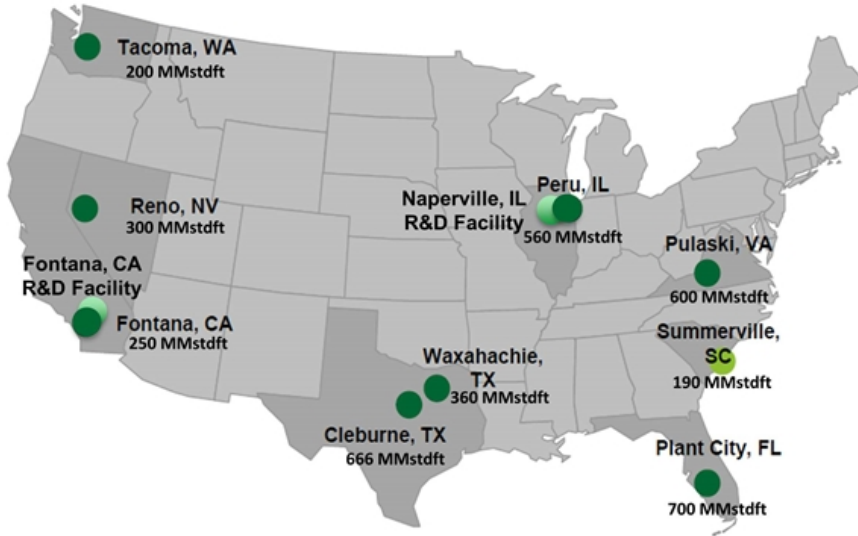 Tacoma, WA
200 MMstdft
Reno, NV
300 MMstdft
Fontana, CA
R&D Facility
Fontana, CA
250 MMstdft
Naperville, IL
R&D Facility
Peru, IL
560 MMstdft
Pulaski, VA
600 MMstdft
Summerville,
SC
190 MMstdft
Waxahachie,
TX
360 MMstdft
Cleburne, TX
666 MMstdft
Plant City, FL
700 MMstdft